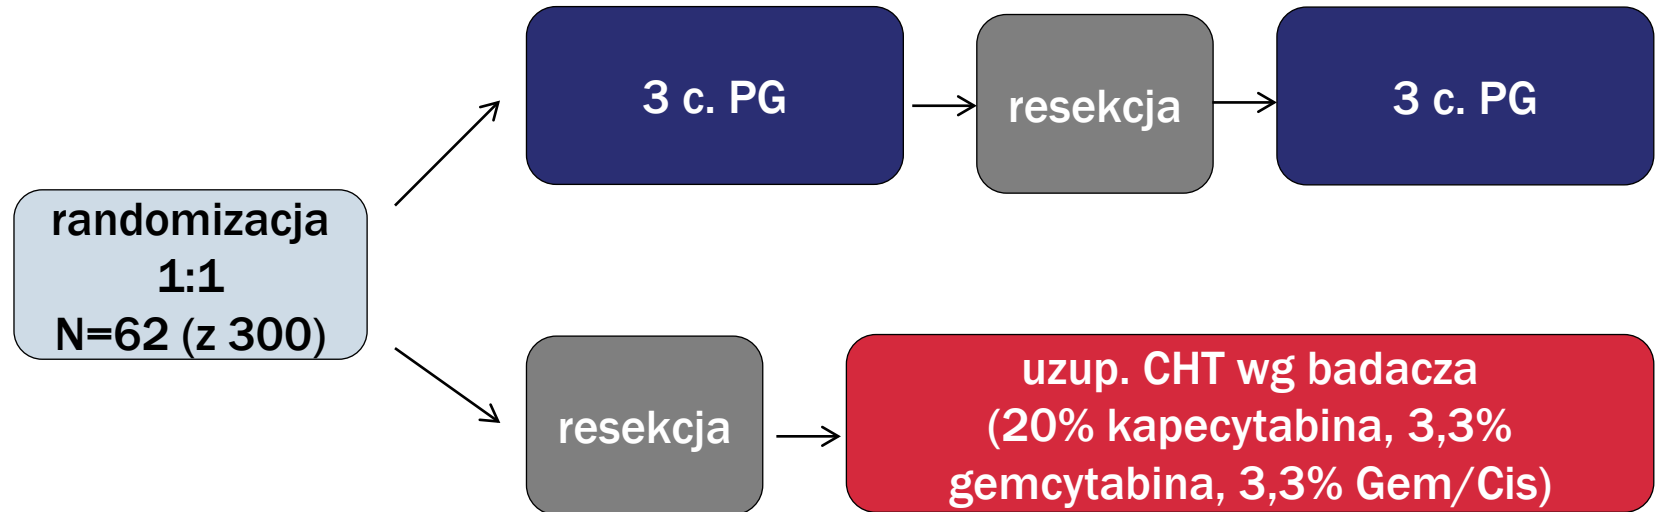 3 c. PG
resekcja
3 c. PG
randomizacja
1:1
N=62 (z 300)
resekcja
uzup. CHT wg badacza
(20% kapecytabina, 3,3%
gemcytabina, 3,3% Gem/Cis)